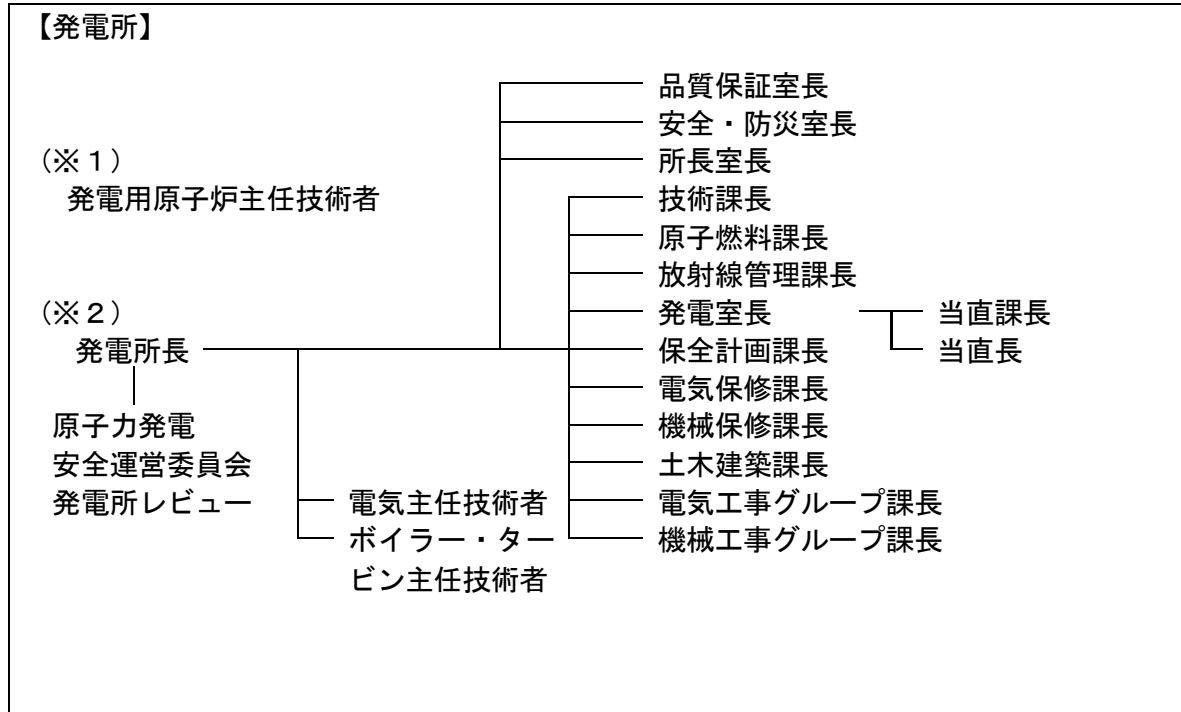 【発電所】
品質保証室長
安全・防災室長
(※1) 所長室長
発電用原子炉主任技術者 技術課長
原子燃料課長
放射線管理課長
(※2) 発電室長 当直課長
発電所長 保全計画課長 当直長
電気保修課長
原子力発電 機械保修課長
安全運営委員会 土木建築課長
発電所レビュー 電気主任技術者 電気工事グループ課長
ボイラー・ター 機械工事グループ課長
ビン主任技術者